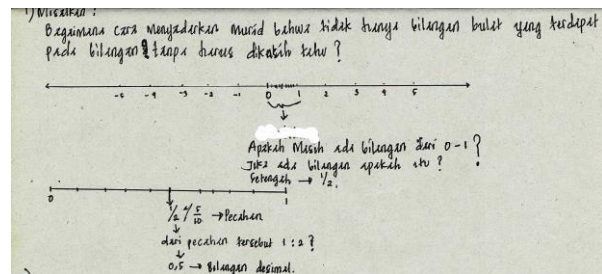 1) Misalkan :
Bagaimana cara menyadarkan murid bahwa tidak hanya bilangan bulat yang terdapat
pada bilangan tanpa harus dikasih tahu ?
-5 -4 -3 -2 -1 0 1 2 3 4 5
Apakah Masih ada bilangan dari 0-1 ?
Jika ada bilangan apakah itu ?
Setengah → 1/2.
0 1
1/2 / 5/10 → Pecahan
dari pecahan tersebut 1 : 2 ?
0,5 → Bilangan desimal.